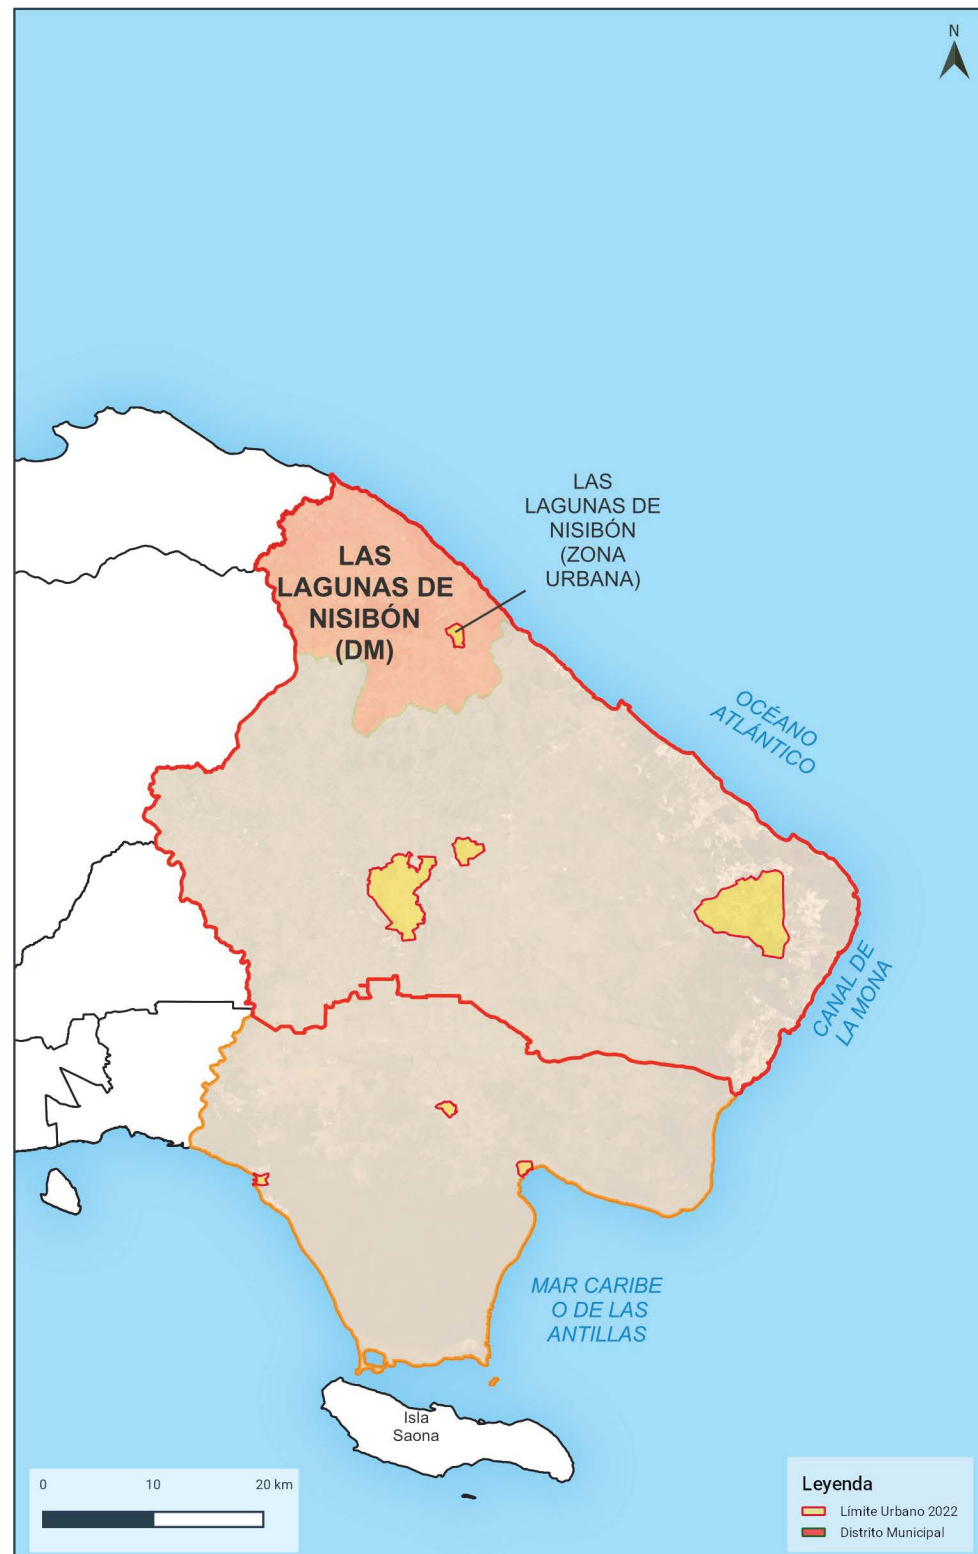 N
LAS
LAGUNAS DE
NISIBÓN
(ZONA
URBANA)
LAS
LAGUNAS DE
NISIBÓN
(DM)
OCÉANO
ATLÁNTICO
CANAL DE
LA MONA
MAR CARIBE
O DE LAS
ANTILLAS
Isla
Saona
0 10 20 km
Leyenda
Límite Urbano 2022
Distrito Municipal